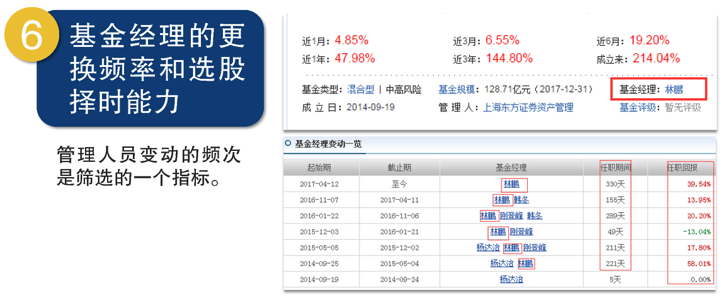 6
基金经理的更
换频率和选股
择时能力
管理人员变动的频次
是筛选的一个指标。
近1月：4.85% 近3月：6.55% 近6月：19.20%
近1年：47.98% 近3年：144.80% 成立来：214.04%
基金类型：混合型 | 中高风险 基金规模：128.71亿元（2017-12-31） 基金经理：林鹏
成 立 日：2014-09-19 管 理 人：上海东方证券资产管理 基金评级：暂无评级
基金经理变动一览
起始期 截止期 基金经理 任职期间 任职回报
2017-04-12 至今 林鹏 330天 39.54%
2016-11-07 2017-04-11 林鹏 韩冬 155天 13.95%
2016-01-22 2016-11-06 林鹏 刚登峰 韩冬 289天 20.20%
2015-12-03 2016-01-21 林鹏 刚登峰 49天 -13.04%
2015-05-05 2015-12-02 杨达治 林鹏 刚登峰 211天 17.80%
2014-09-25 2015-05-04 杨达治 林鹏 221天 58.01%
2014-09-19 2014-09-24 杨达治 5天 0.00%